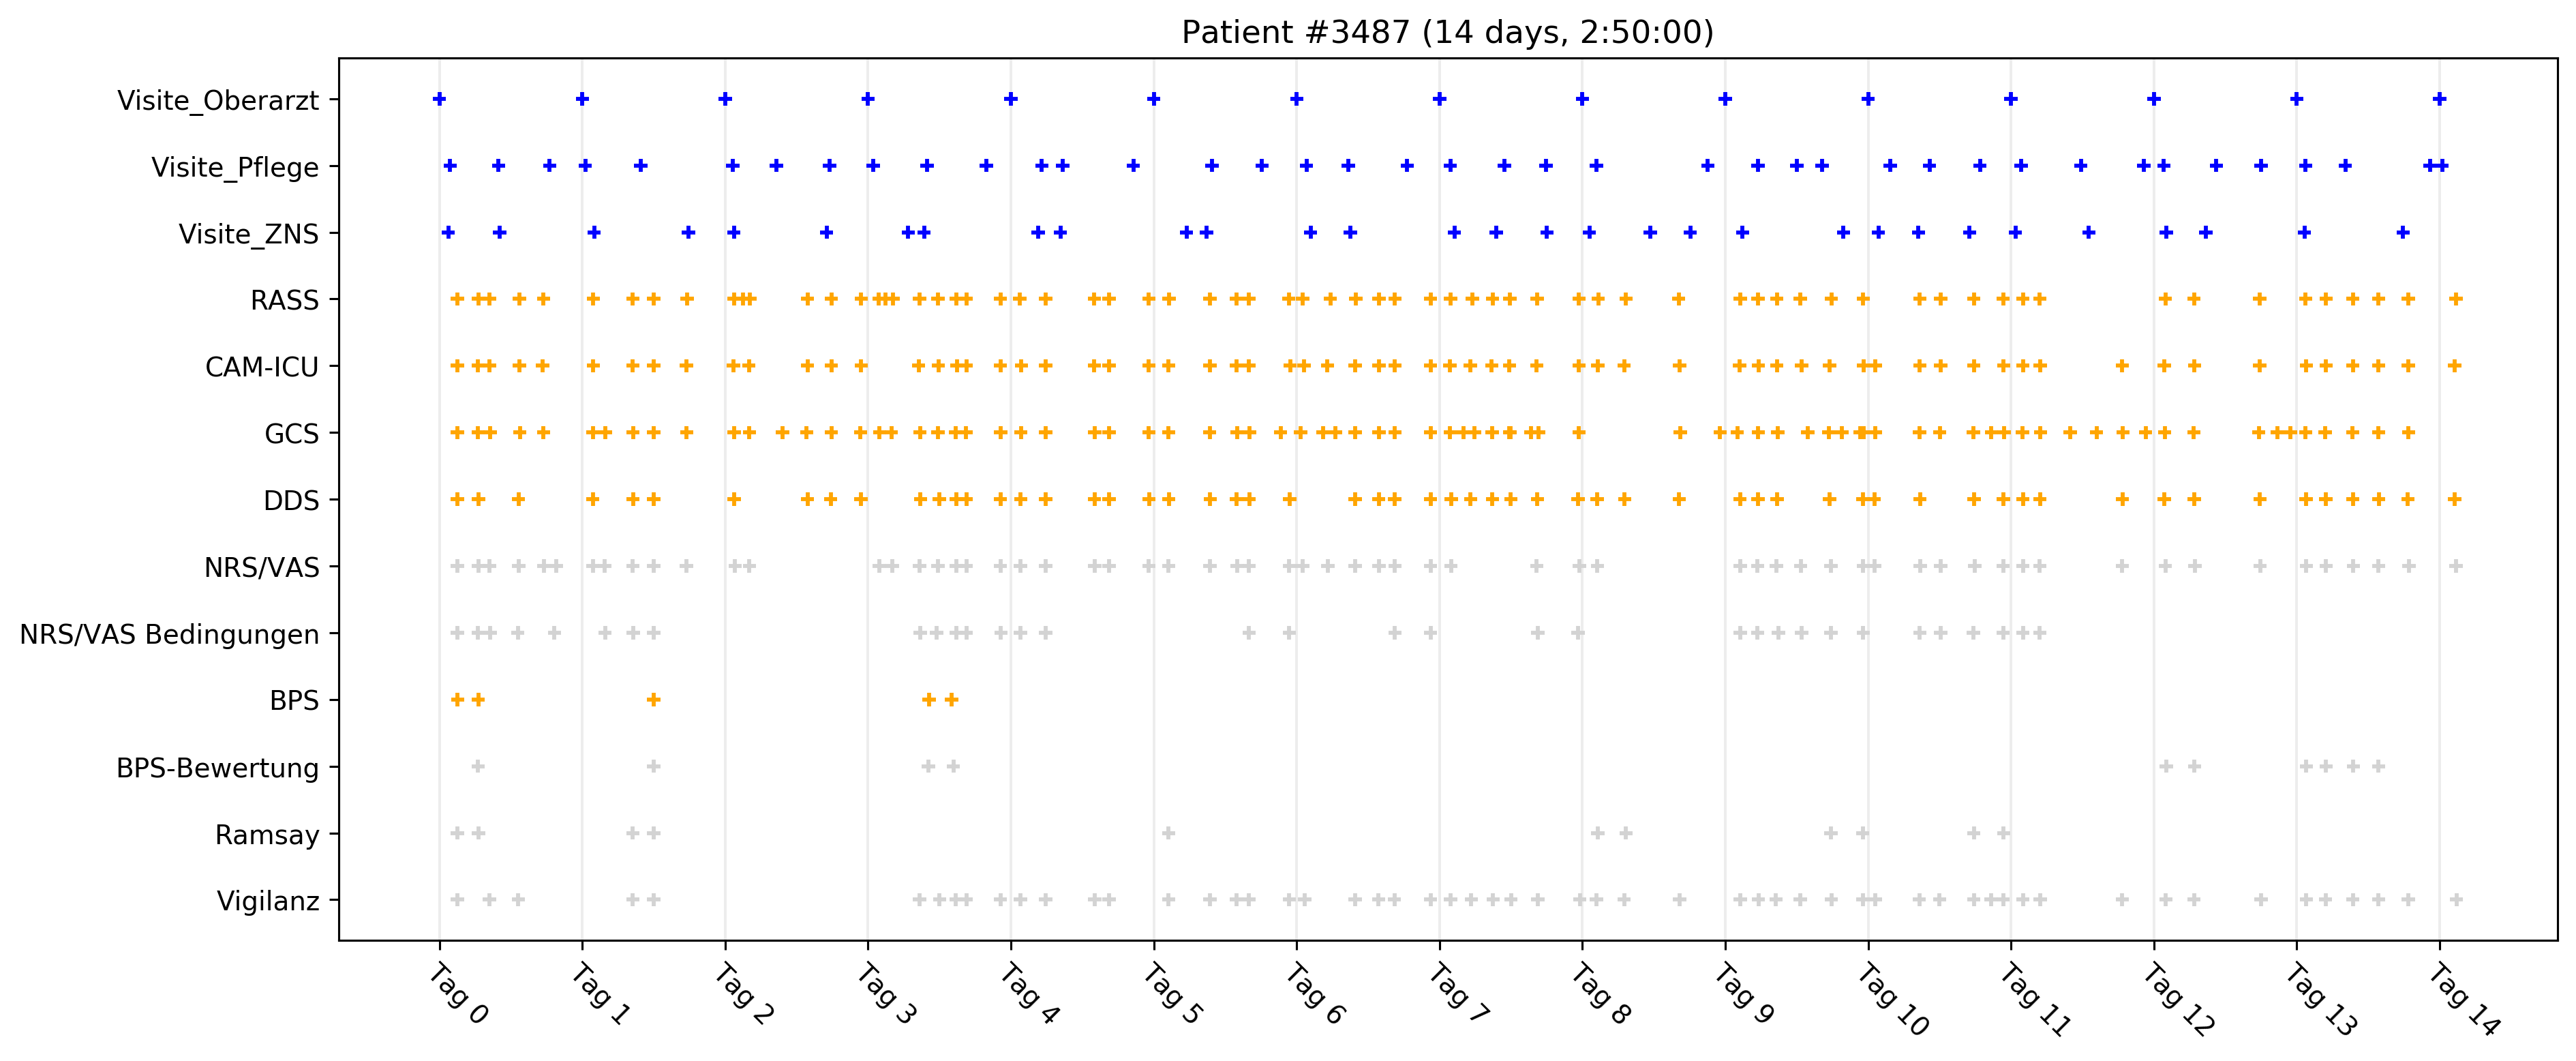 Patient #3487 (14 days, 2:50:00)
Visite_Oberarzt
Visite_Pflege
Visite_ZNS
RASS
CAM-ICU
GCS
DDS
NRS/VAS
NRS/VAS Bedingungen
BPS
BPS-Bewertung
Ramsay
Vigilanz
Tag 0
Tag 1
Tag 2
Tag 3
Tag 4
Tag 5
Tag 6
Tag 7
Tag 8
Tag 9
Tag 10
Tag 11
Tag 12
Tag 13
Tag 14